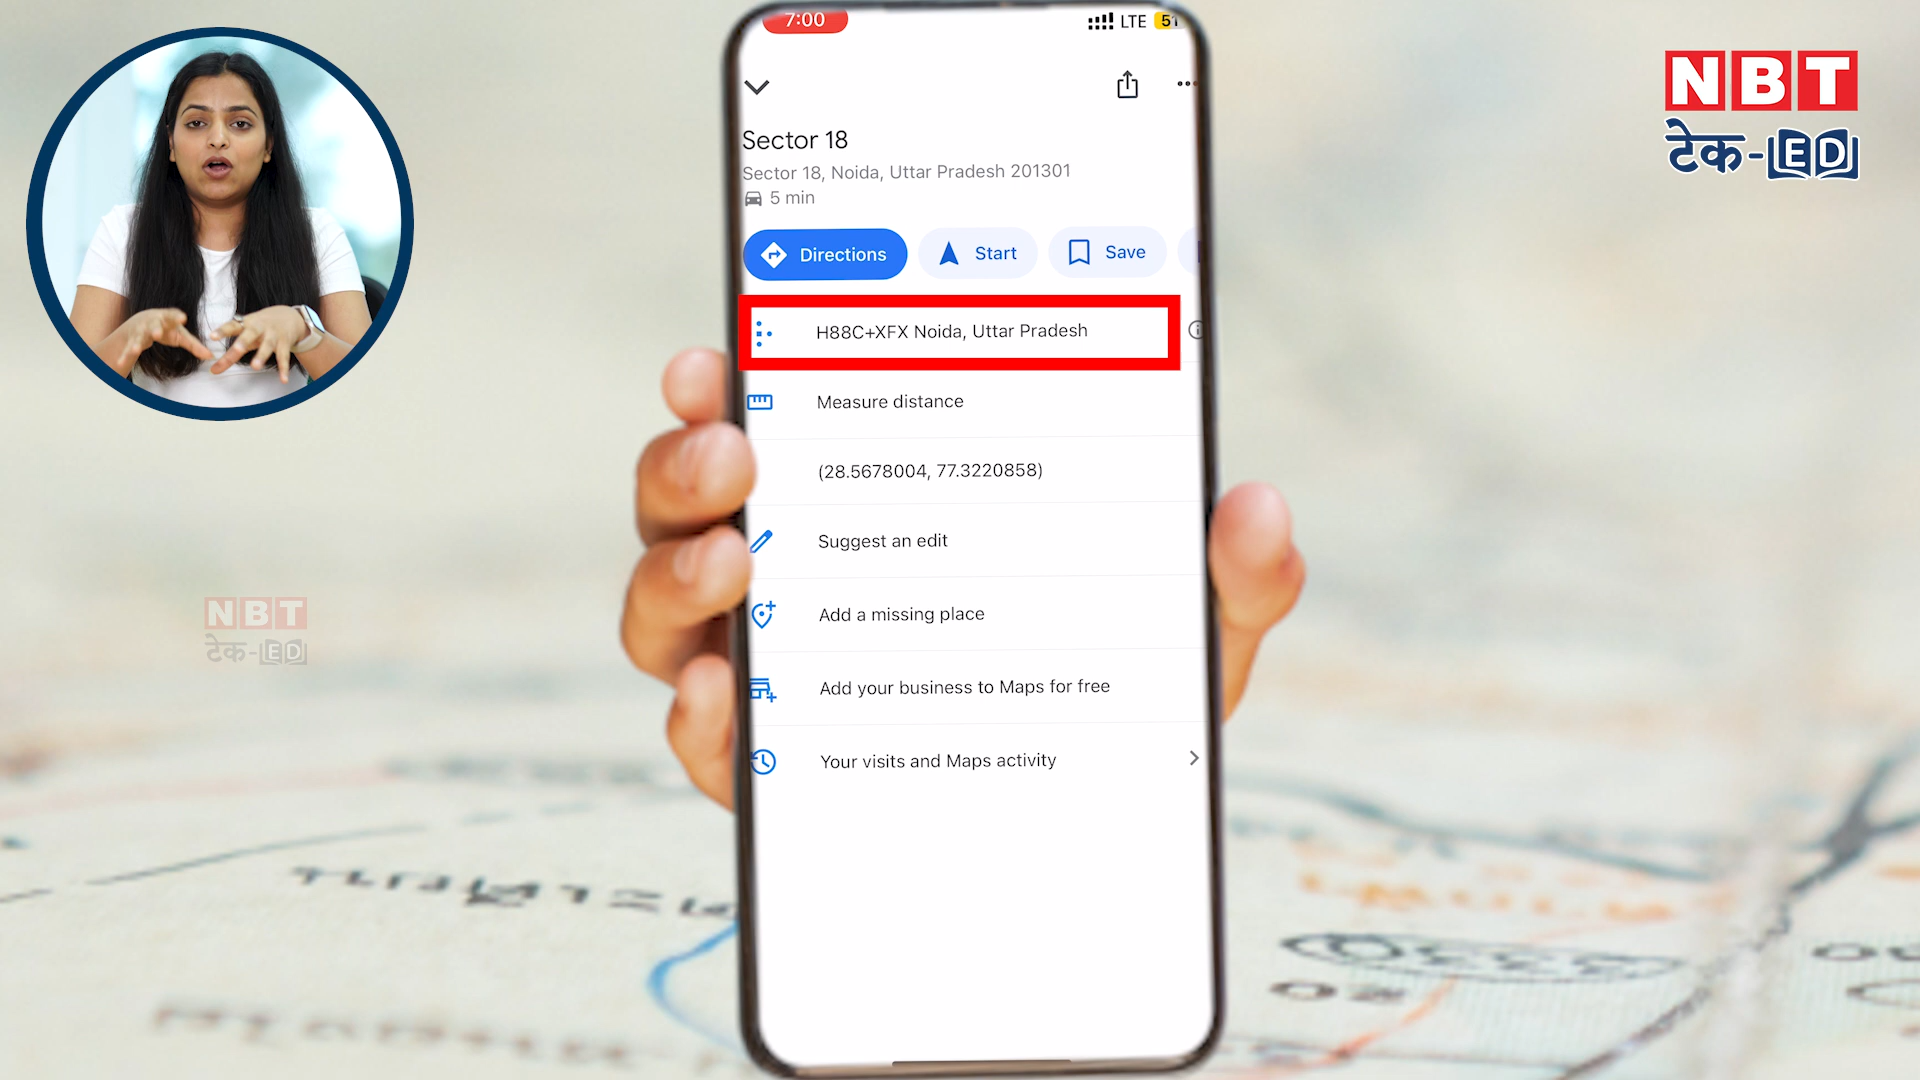 7:00
LTE
51
NBT
टेक-ED
Sector 18
Sector 18, Noida, Uttar Pradesh 201301
5 min
Directions
Start
Save
H88C+XFX Noida, Uttar Pradesh
Measure distance
(28.5678004, 77.3220858)
Suggest an edit
NBT
टेक-ED
Add a missing place
Add your business to Maps for free
Your visits and Maps activity